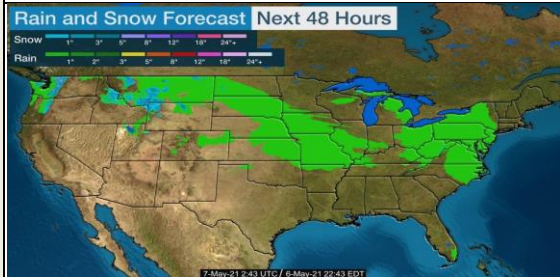 Rain and Snow Forecast Next 48 Hours
Snow 1" 3" 5" 8" 12" 18" 24"+
Rain 1" 2" 3" 5" 8" 12" 18" 24"+
7-May-21 2:43 UTC / 6-May-21 22:43 EDT